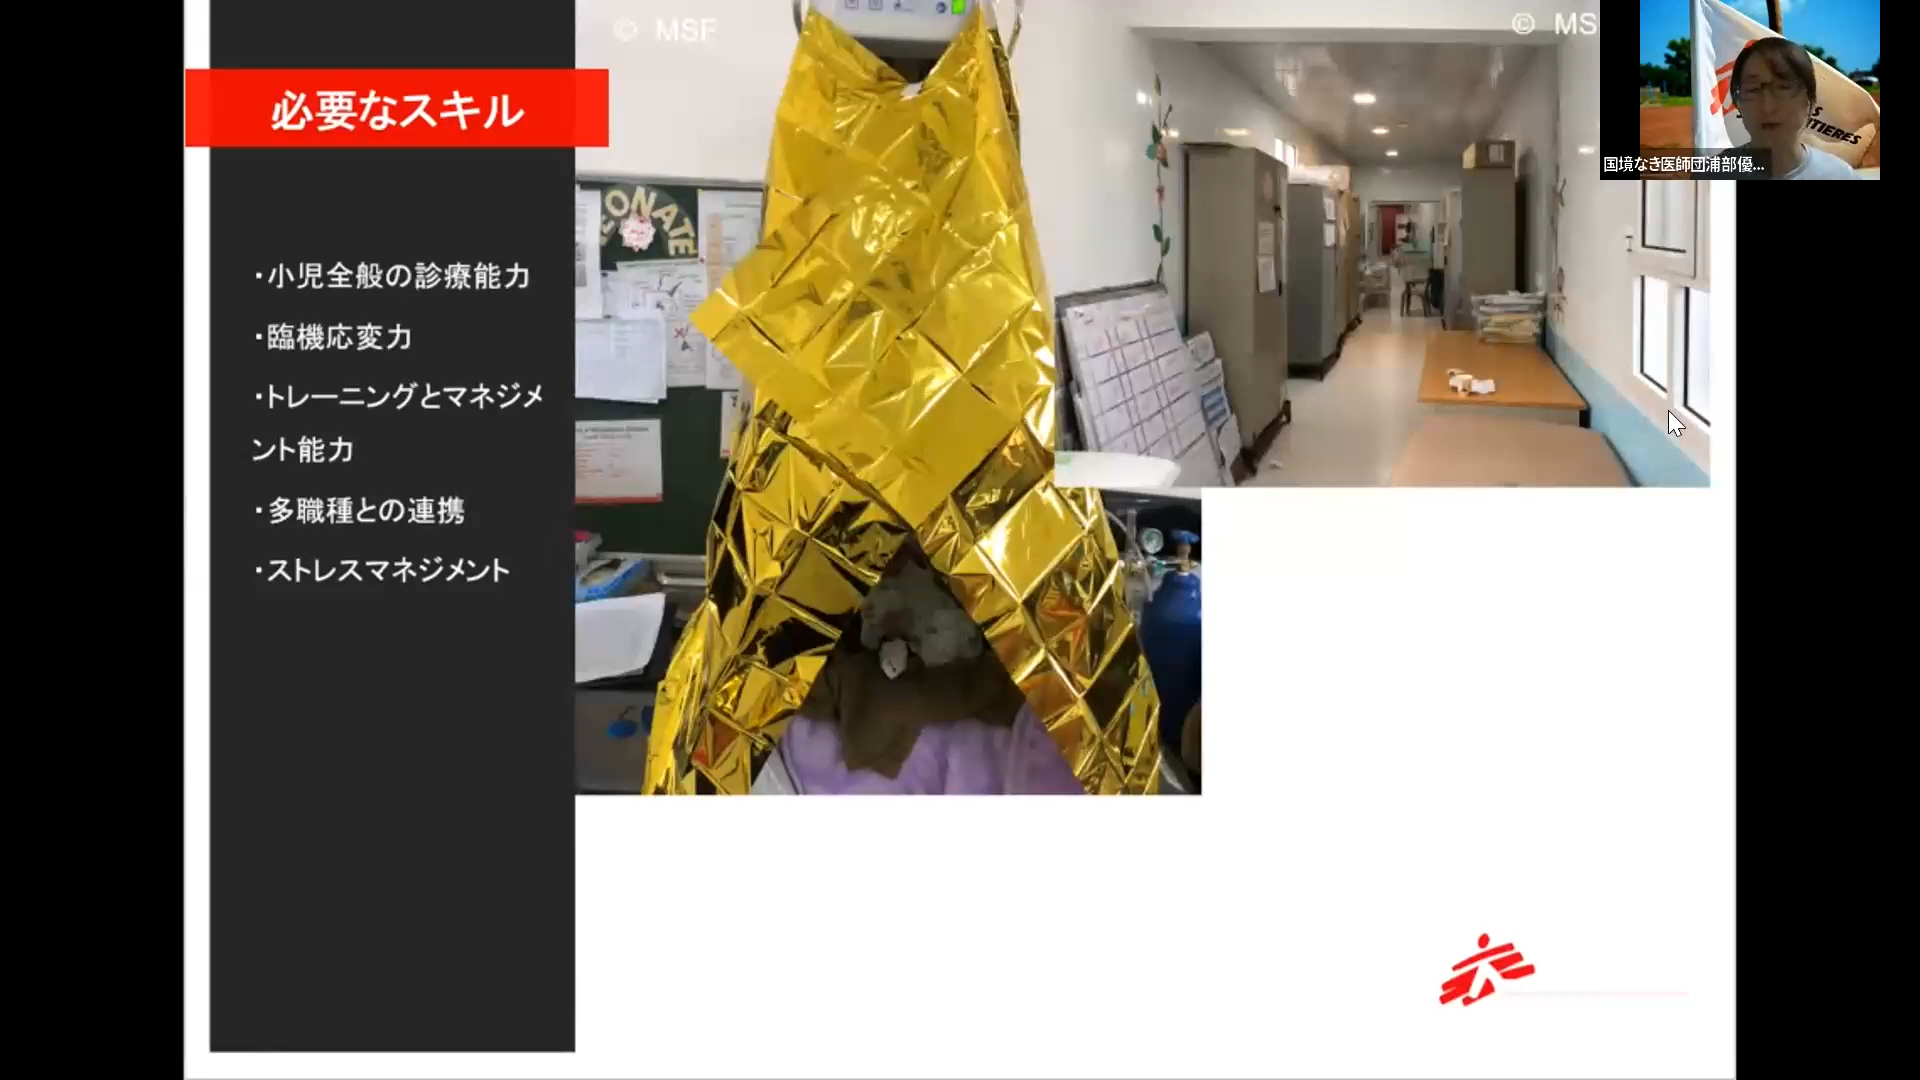 必要なスキル
・小児全般の診療能力
・臨機応変力
・トレーニングとマネジメ
ント能力
・多職種との連携
・ストレスマネジメント
© MSF
ONATE
© MS
TIERES
国境なき医師団浦部優...